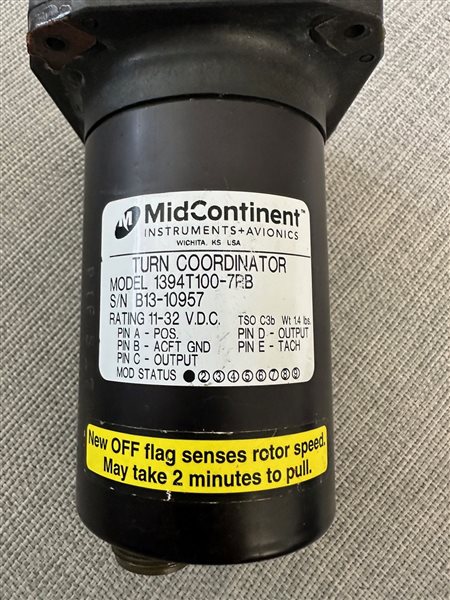 M MidContinent™
INSTRUMENTS+AVIONICS
WICHITA, KS USA
TURN COORDINATOR
MODEL 1394T100-7RB
S/N B13-10957
RATING 11-32 V.D.C. TSO C3b Wt 1.4 lbs.
PIN A - POS. PIN D - OUTPUT
PIN B - ACFT GND PIN E - TACH
PIN C - OUTPUT
MOD STATUS ● ② ③ ④ ⑤ ⑥ ⑦ ⑧ ⑨
New OFF flag senses rotor speed.
May take 2 minutes to pull.